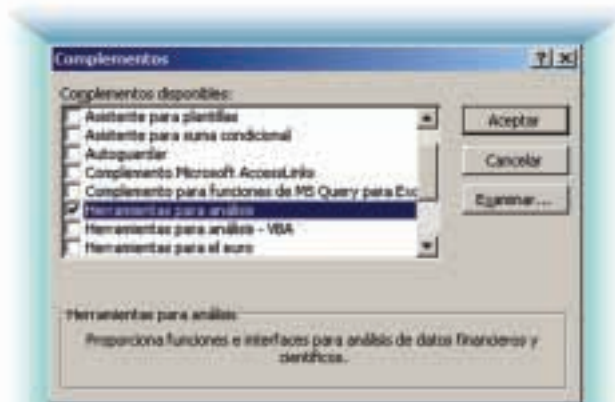 Complementos
Complementos disponibles:
Asistente para plantillas
Asistente para suma condicional
Autoguardar
Complemento Microsoft AccessLinks
Complemento para funciones de MS Query para Exc
Herramientas para análisis
Herramientas para análisis - VBA
Herramientas para el euro
Aceptar
Cancelar
Examinar...
Herramientas para análisis
Proporciona funciones e interfaces para análisis de datos financieros y
científicos.